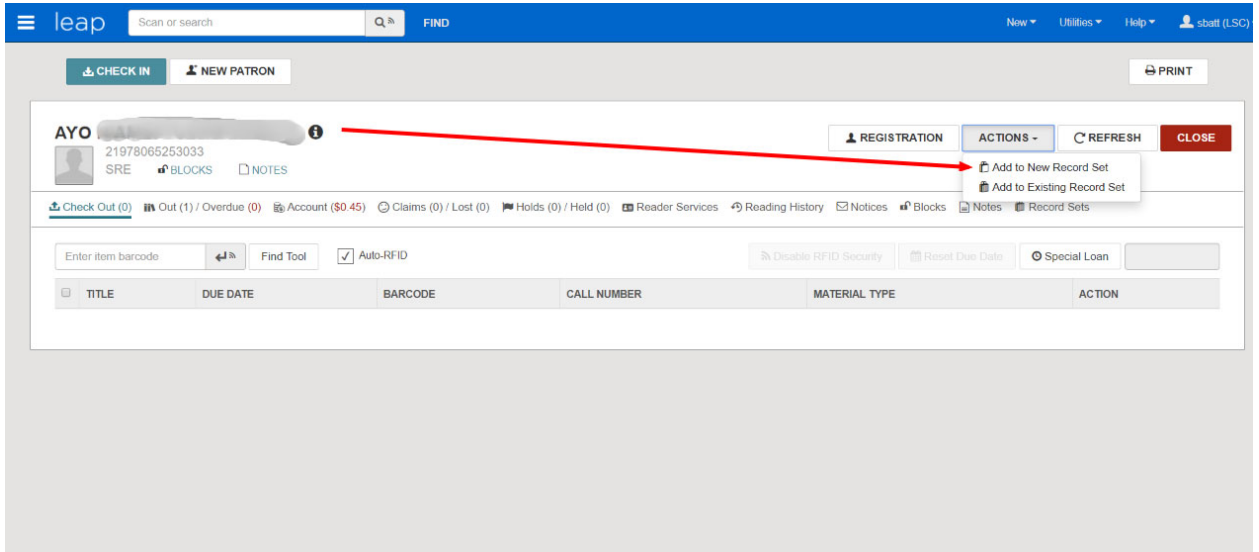 leap Scan or search FIND New Utilities Help sbatt (LSC)
CHECK IN NEW PATRON PRINT
AYO
21978065253033
SRE BLOCKS NOTES
REGISTRATION ACTIONS REFRESH CLOSE
Add to New Record Set
Add to Existing Record Set
Check Out (0) Out (1) / Overdue (0) Account ($0.45) Claims (0) / Lost (0) Holds (0) / Held (0) Reader Services Reading History Notices Blocks Notes Record Sets
Enter item barcode Find Tool Auto-RFID Disable RFID Security Reset Due Date Special Loan
TITLE DUE DATE BARCODE CALL NUMBER MATERIAL TYPE ACTION